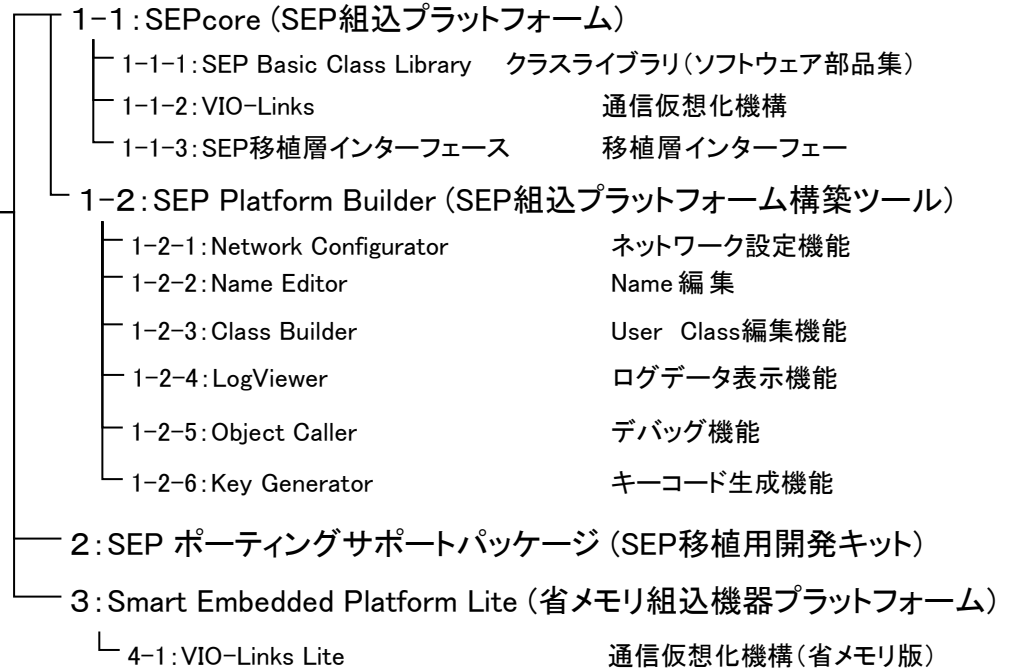 1-1:SEPcore(SEP組込プラットフォーム)
1-1-1:SEP Basic Class Library クラスライブラリ(ソフトウェア部品集)
1-1-2:VIO-Links 通信仮想化機構
1-1-3:SEP移植層インターフェース 移植層インターフェー
1-2:SEP Platform Builder(SEP組込プラットフォーム構築ツール)
1-2-1:Network Configurator ネットワーク設定機能
1-2-2:Name Editor Name 編 集
1-2-3:Class Builder User Class編集機能
1-2-4:LogViewer ログデータ表示機能
1-2-5:Object Caller デバッグ機能
1-2-6:Key Generator キーコード生成機能
2:SEP ポーティングサポートパッケージ(SEP移植用開発キット)
3:Smart Embedded Platform Lite(省メモリ組込機器プラットフォーム)
4-1:VIO-Links Lite 通信仮想化機構(省メモリ版)